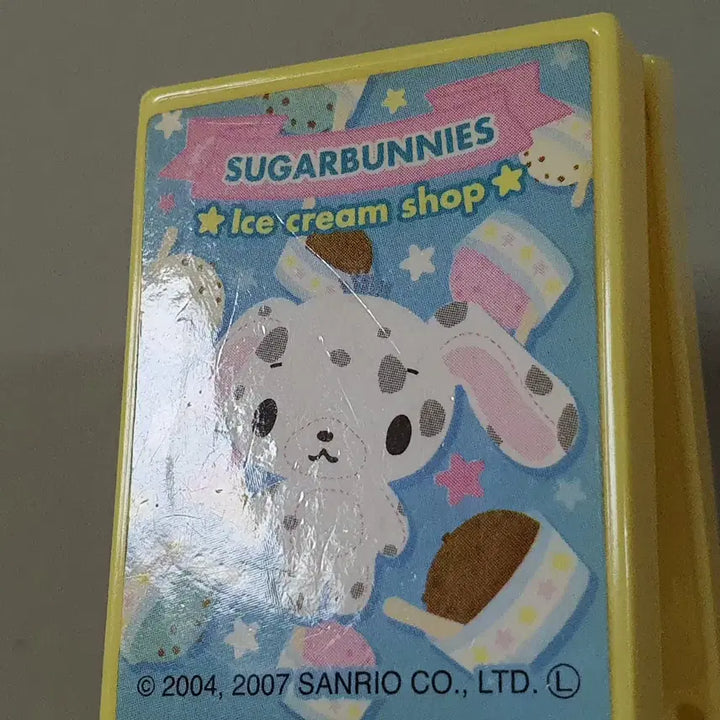 SUGARBUNNIES
Ice cream shop
© 2004, 2007 SANRIO CO., LTD. Ⓛ